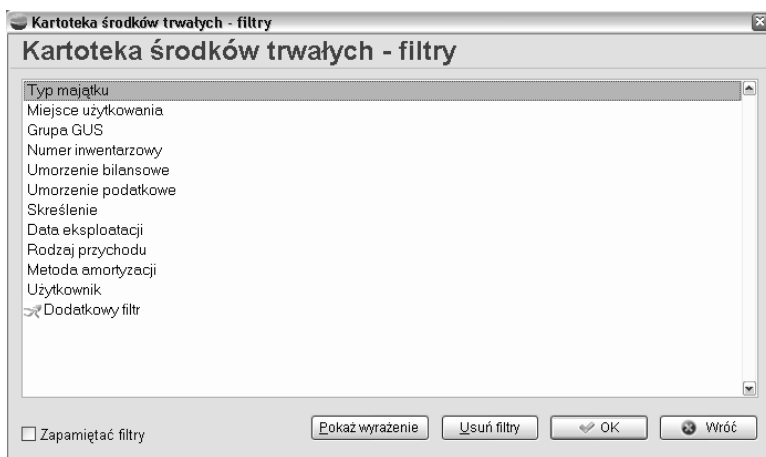 Kartoteka środków trwałych - filtry
Kartoteka środków trwałych - filtry
Typ majątku
Miejsce użytkowania
Grupa GUS
Numer inwentarzowy
Umorzenie bilansowe
Umorzenie podatkowe
Skreślenie
Data eksploatacji
Rodzaj przychodu
Metoda amortyzacji
Użytkownik
Dodatkowy filtr
Zapamiętać filtry Pokaż wyrażenie Usuń filtry OK Wróć